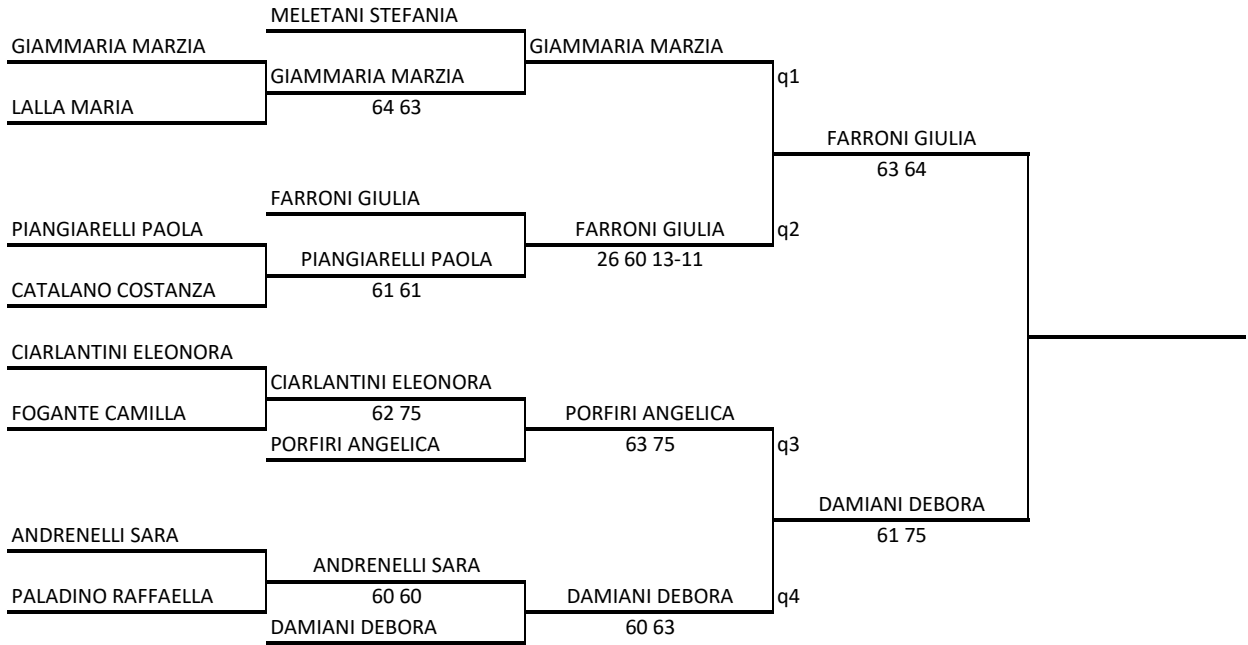 MELETANI STEFANIA
GIAMMARIA MARZIA
GIAMMARIA MARZIA
GIAMMARIA MARZIA
q1
LALLA MARIA
64 63
FARRONI GIULIA
63 64
FARRONI GIULIA
PIANGIARELLI PAOLA
FARRONI GIULIA
q2
PIANGIARELLI PAOLA
26 60 13-11
CATALANO COSTANZA
61 61
CIARLANTINI ELEONORA
CIARLANTINI ELEONORA
FOGANTE CAMILLA
62 75
PORFIRI ANGELICA
PORFIRI ANGELICA
63 75
q3
DAMIANI DEBORA
61 75
ANDRENELLI SARA
ANDRENELLI SARA
PALADINO RAFFAELLA
60 60
DAMIANI DEBORA
q4
DAMIANI DEBORA
60 63